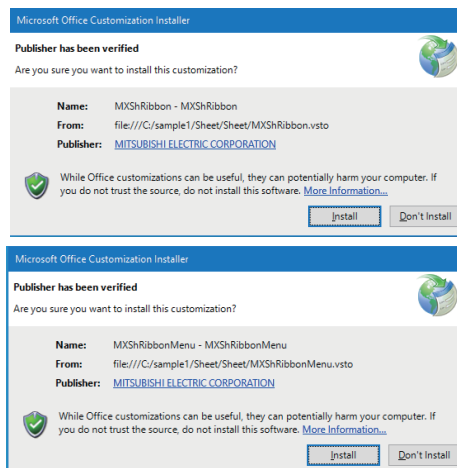 Microsoft Office Customization Installer
Publisher has been verified
Are you sure you want to install this customization?
Name: MXShRibbon - MXShRibbon
From: file:///C:/sample1/Sheet/Sheet/MXShRibbon.vsto
Publisher: MITSUBISHI ELECTRIC CORPORATION
While Office customizations can be useful, they can potentially harm your computer. If
you do not trust the source, do not install this software. More Information...
Install Don't Install
Microsoft Office Customization Installer
Publisher has been verified
Are you sure you want to install this customization?
Name: MXShRibbonMenu - MXShRibbonMenu
From: file:///C:/sample1/Sheet/Sheet/MXShRibbonMenu.vsto
Publisher: MITSUBISHI ELECTRIC CORPORATION
While Office customizations can be useful, they can potentially harm your computer. If
you do not trust the source, do not install this software. More Information...
Install Don't Install